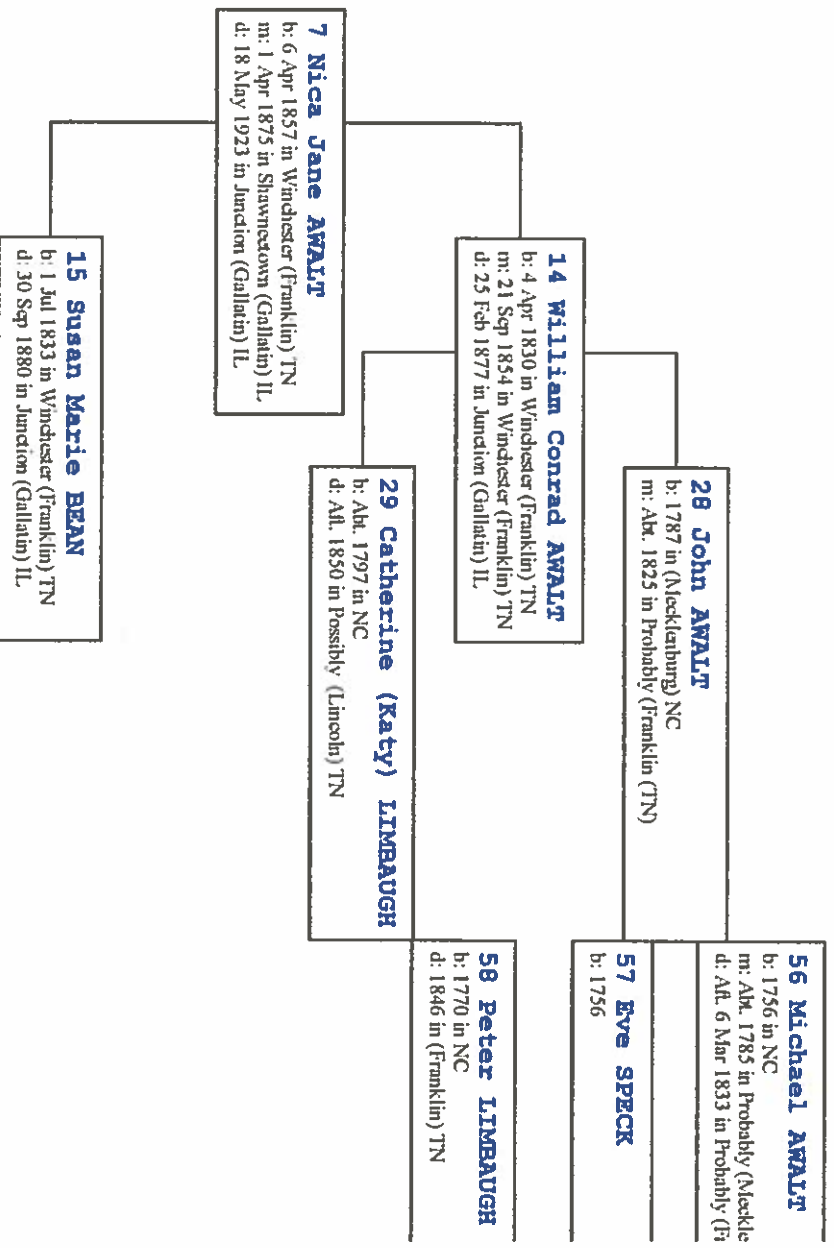 7 Nica Jane AWALT
b: 6 Apr 1857 in Winchester (Franklin) TN
m: 1 Apr 1875 in Shawneetown (Gallatin) IL
d: 18 May 1923 in Junction (Gallatin) IL
14 William Conrad AWALT
b: 4 Apr 1830 in Winchester (Franklin) TN
m: 21 Sep 1854 in Winchester (Franklin) TN
d: 25 Feb 1877 in Junction (Gallatin) IL
15 Susan Marie BEAN
b: 1 Jul 1833 in Winchester (Franklin) TN
d: 30 Sep 1880 in Junction (Gallatin) IL
28 John AWALT
b: 1787 in (Mecklenburg) NC
m: Abt. 1825 in Probably (Franklin (TN)
29 Catherine (Katy) LIMBAUGH
b: Abt. 1797 in NC
d: Aft. 1850 in Possibly (Lincoln) TN
56 Michael AWALT
b: 1756 in NC
m: Abt. 1785 in Probably (Meckle
d: Aft. 6 Mar 1833 in Probably (Fr
57 Eve SPECK
b: 1756
58 Peter LIMBAUGH
b: 1770 in NC
d: 1846 in (Franklin) TN